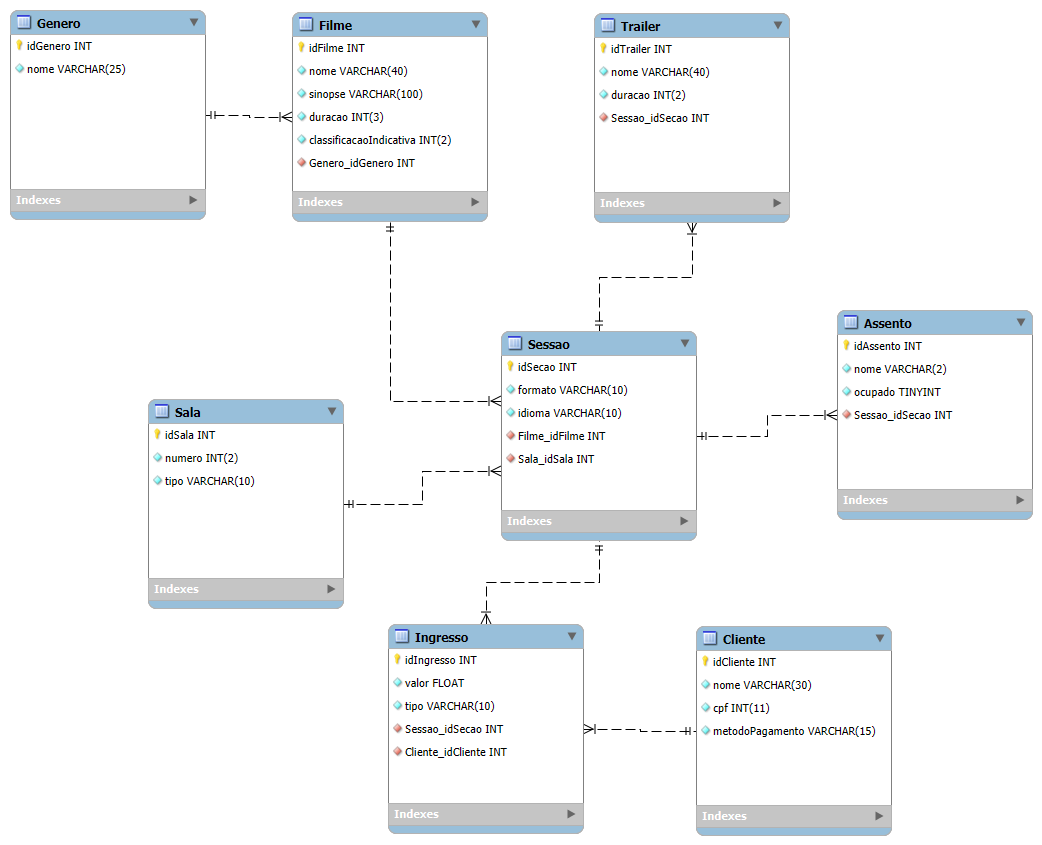 Genero
idGenero INT
nome VARCHAR(25)
Indexes
Filme
idFilme INT
nome VARCHAR(40)
sinopse VARCHAR(100)
duracao INT(3)
classificacaoIndicativa INT(2)
Genero_idGenero INT
Indexes
Trailer
idTrailer INT
nome VARCHAR(40)
duracao INT(2)
Sessao_idSecao INT
Indexes
Sessao
idSecao INT
formato VARCHAR(10)
idioma VARCHAR(10)
Filme_idFilme INT
Sala_idSala INT
Indexes
Assento
idAssento INT
nome VARCHAR(2)
ocupado TINYINT
Sessao_idSecao INT
Indexes
Sala
idSala INT
numero INT(2)
tipo VARCHAR(10)
Indexes
Ingresso
idIngresso INT
valor FLOAT
tipo VARCHAR(10)
Sessao_idSecao INT
Cliente_idCliente INT
Indexes
Cliente
idCliente INT
nome VARCHAR(30)
cpf INT(11)
metodoPagamento VARCHAR(15)
Indexes